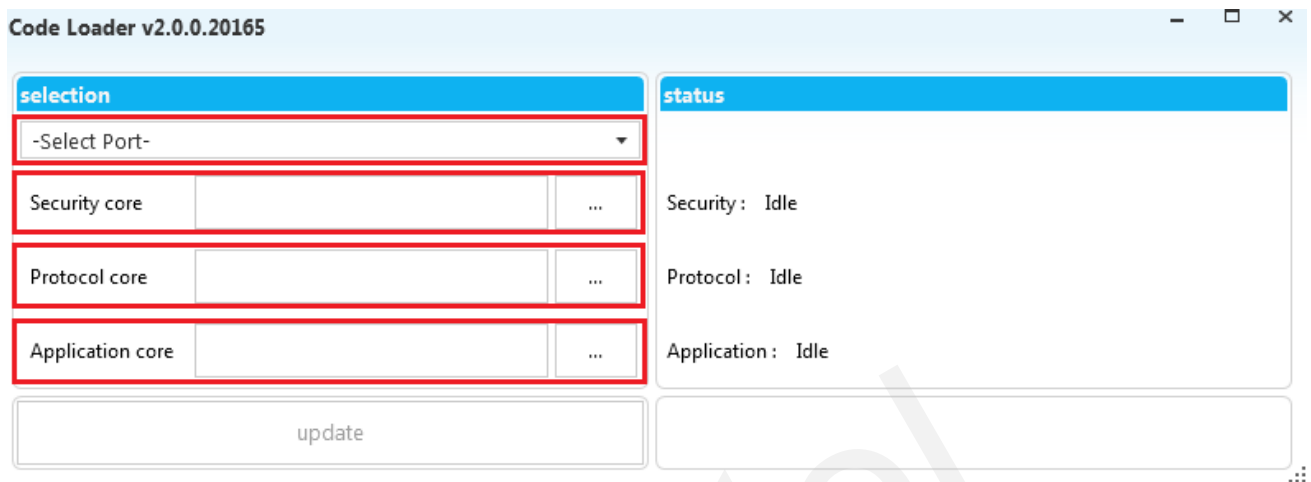 Code Loader v2.0.0.20165
selection
-Select Port-
Security core ...
Protocol core ...
Application core ...
update
status
Security : Idle
Protocol : Idle
Application : Idle